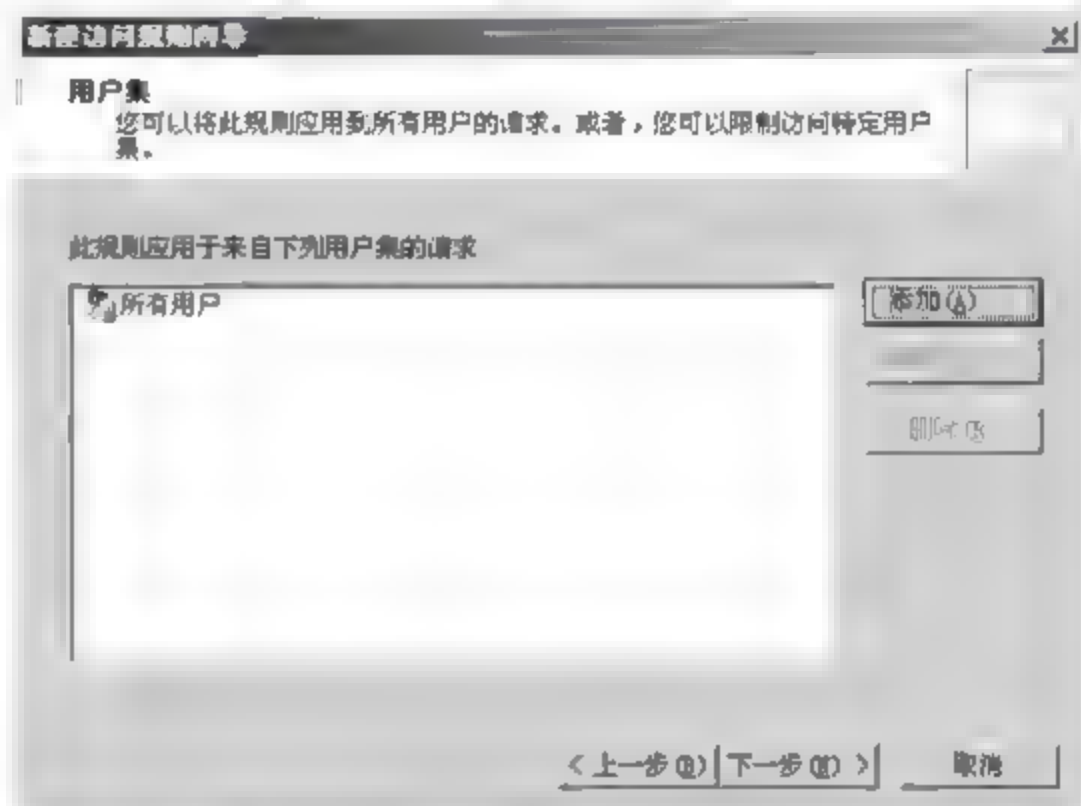 新建访问规则向导
用户集
您可以将此规则应用到所有用户的请求。或者，您可以限制访问特定用户
集。
此规则应用于来自下列用户集的请求
所有用户
添加(A)
删除(R)
< 上一步(B)
下一步(N) >
取消